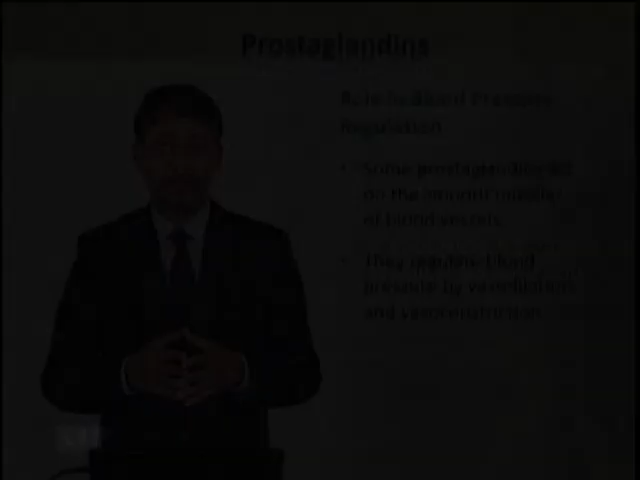 Prostaglandins
Role in Blood Pressure
Regulation
• Some prostaglandins
on the smooth muscles
of blood vessels
• They regulate blood
pressure by vasodilation
and vasoconstriction